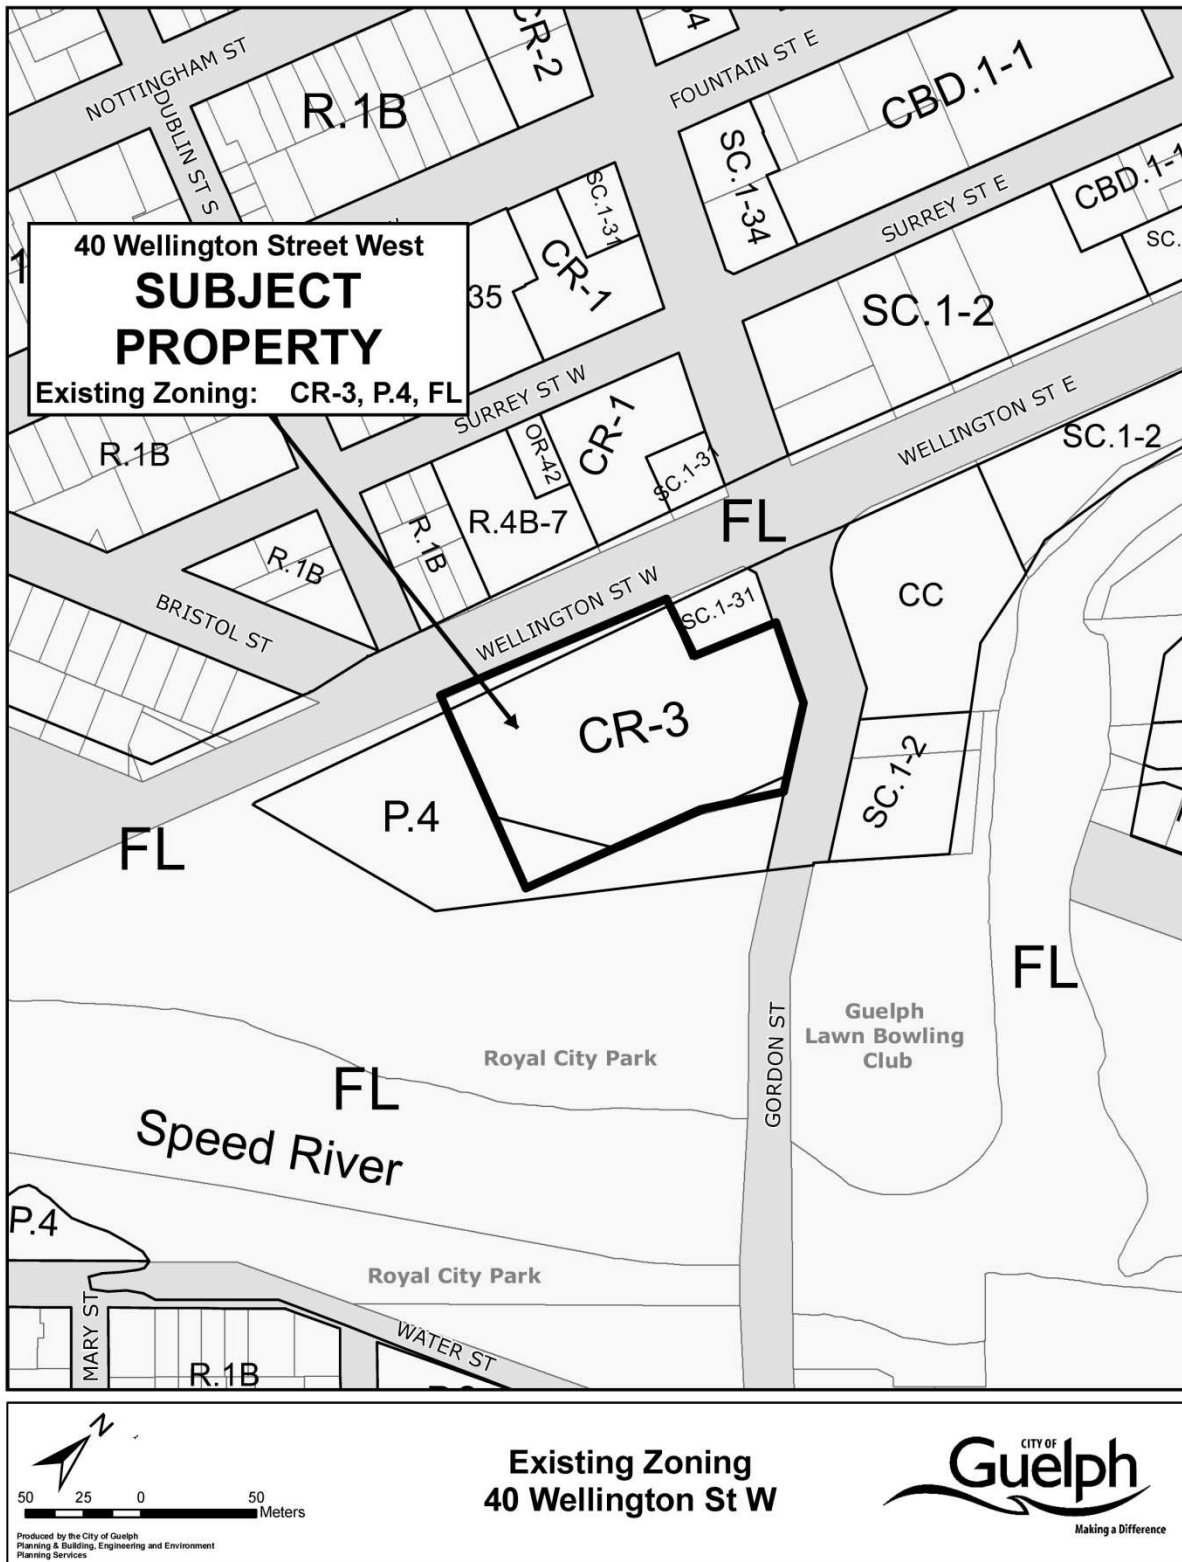 NOTTINGHAM ST
DUBLIN ST S
R.1B
CR-2
FOUNTAIN ST E
CBD.1-1
SC.1-34
SURREY ST E
CBD.1-1
SC.
SC.1-31
CR-1
35
40 Wellington Street West
SUBJECT
PROPERTY
Existing Zoning: CR-3, P.4, FL
SC.1-2
SURREY ST W
WELLINGTON ST E
SC.1-2
R.1B
OR-42
CR-1
SC.1-31
R.4B-7
R.1B
FL
R.1B
BRISTOL ST
WELLINGTON ST W
SC.1-31
CC
CR-3
SC.1-2
P.4
FL
FL
Guelph
Lawn Bowling
Club
GORDON ST
Royal City Park
FL
Speed River
P.4
Royal City Park
MARY ST
WATER ST
R.1B
N
50 25 0 50
Meters
Produced by the City of Guelph
Planning & Building, Engineering and Environment
Planning Services
Existing Zoning
40 Wellington St W
CITY OF
Guelph
Making a Difference